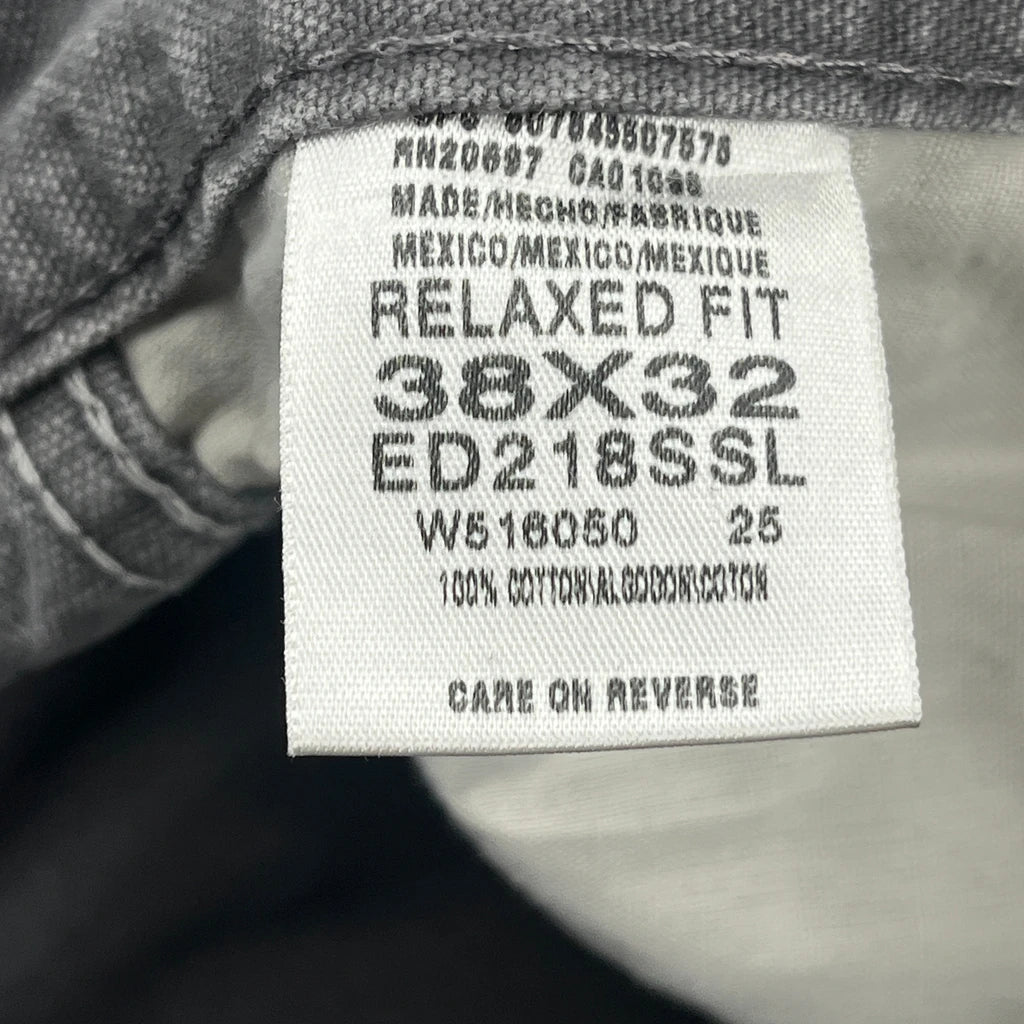 RN20697 CA01098
MADE/HECHO/FABRIQUE
MEXICO/MEXICO/MEXIQUE
RELAXED FIT
38X32
ED218SSL
W516050 25
100% COTTON\ALGODON\COTON
CARE ON REVERSE